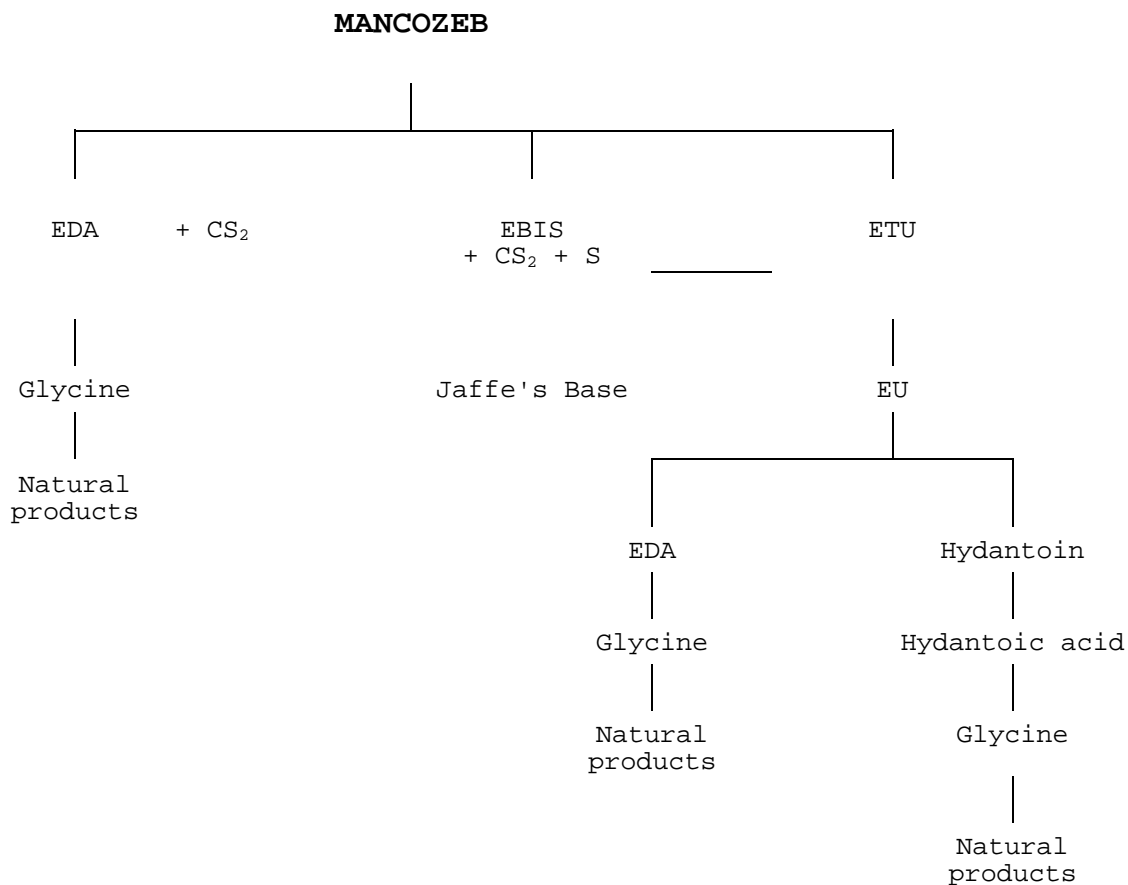 MANCOZEB
EDA + CS₂ EBIS ETU
+ CS₂ + S
Glycine Jaffe's Base EU
Natural
products
EDA Hydantoin
Glycine Hydantoic acid
Natural Glycine
products
Natural
products